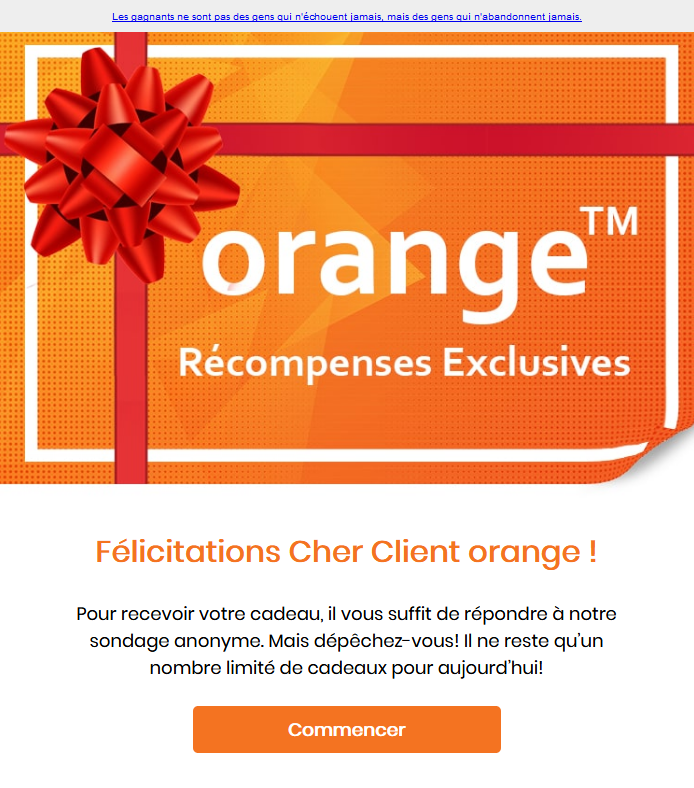 Les gagnants ne sont pas des gens qui n'échouent jamais, mais des gens qui n'abandonnent jamais.
orange™
Récompenses Exclusives
Félicitations Cher Client orange !
Pour recevoir votre cadeau, il vous suffit de répondre à notre
sondage anonyme. Mais dépêchez-vous! Il ne reste qu’un
nombre limité de cadeaux pour aujourd’hui!
Commencer